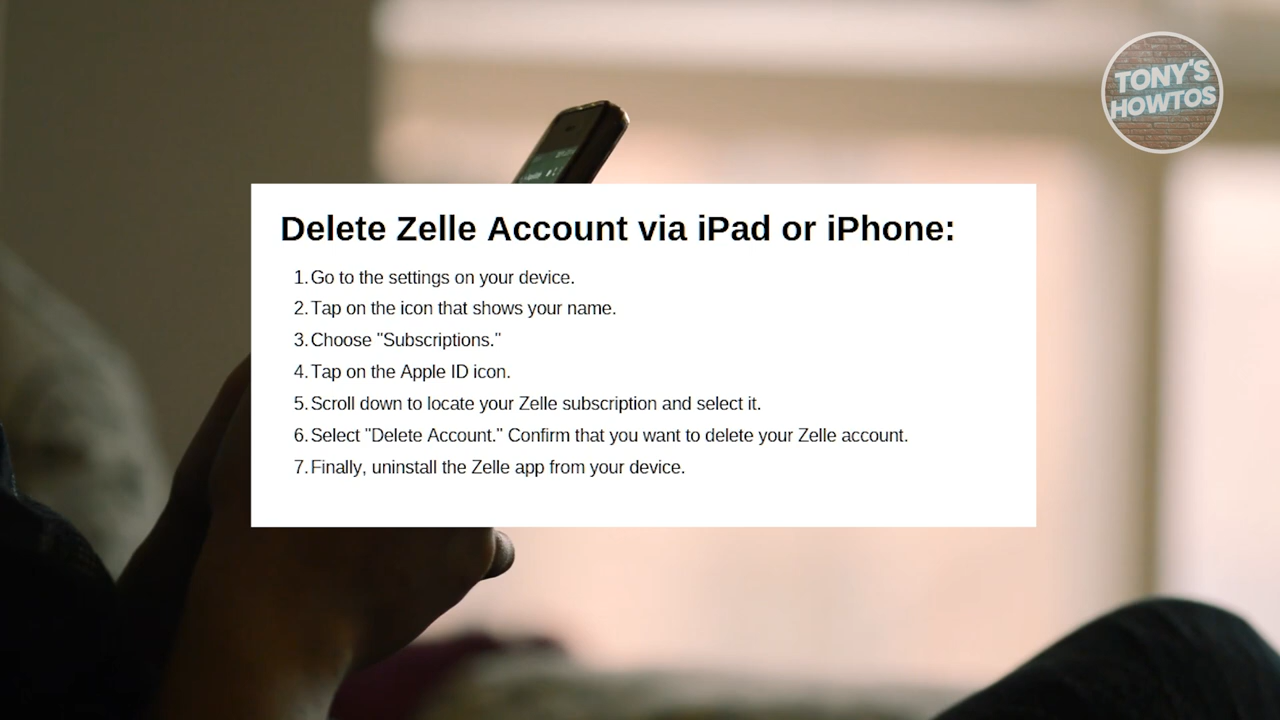 TONY'S
HOWTOS
Delete Zelle Account via iPad or iPhone:
1. Go to the settings on your device.
2. Tap on the icon that shows your name.
3. Choose "Subscriptions."
4. Tap on the Apple ID icon.
5. Scroll down to locate your Zelle subscription and select it.
6. Select "Delete Account." Confirm that you want to delete your Zelle account.
7. Finally, uninstall the Zelle app from your device.